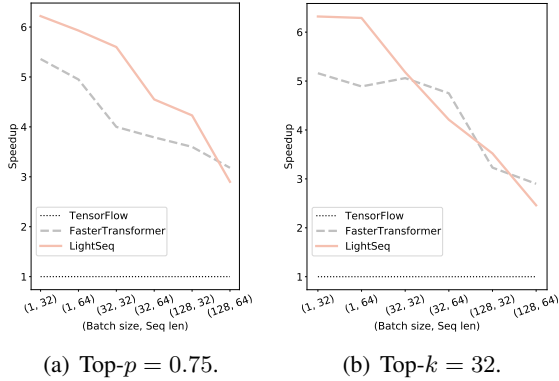 6
5
4
3
2
1
Speedup
TensorFlow
FasterTransformer
LightSeq
(1, 32)
(1, 64)
(32, 32)
(32, 64)
(128, 32)
(128, 64)
(Batch size, Seq len)
(a) Top-p = 0.75.
6
5
4
3
2
1
Speedup
TensorFlow
FasterTransformer
LightSeq
(1, 32)
(1, 64)
(32, 32)
(32, 64)
(128, 32)
(128, 64)
(Batch size, Seq len)
(b) Top-k = 32.